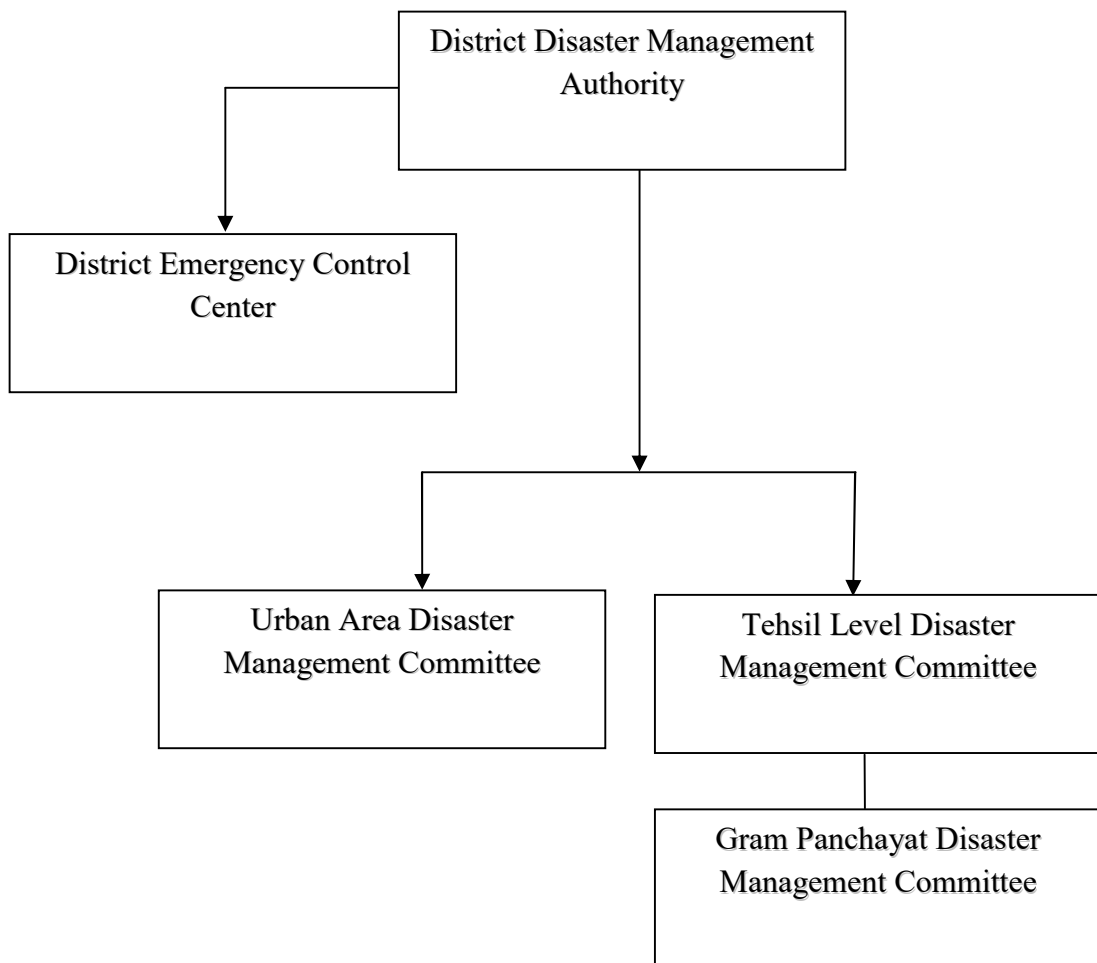 District Disaster Management
Authority
District Emergency Control
Center
Urban Area Disaster
Management Committee
Tehsil Level Disaster
Management Committee
Gram Panchayat Disaster
Management Committee